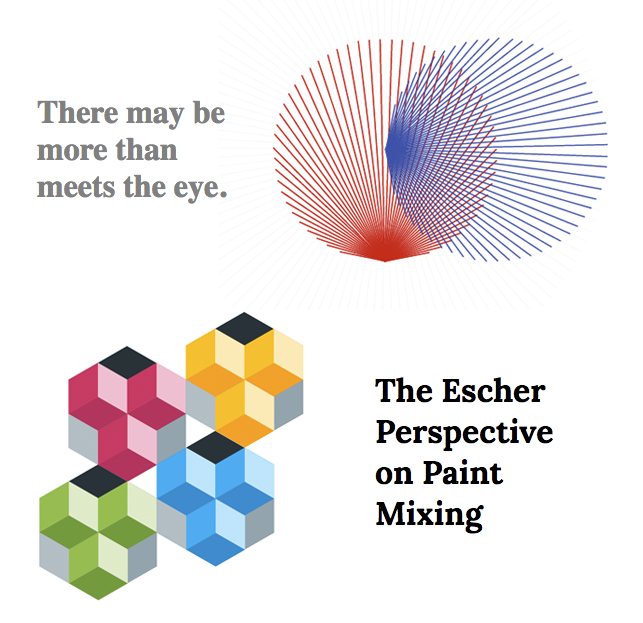 There may be
more than
meets the eye.
The Escher
Perspective
on Paint
Mixing